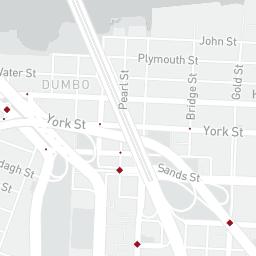 John St
Plymouth St
Water St
DUMBO
Pearl St
Bridge St
Gold St
H
York St
York St
Sands St
dagh St
St